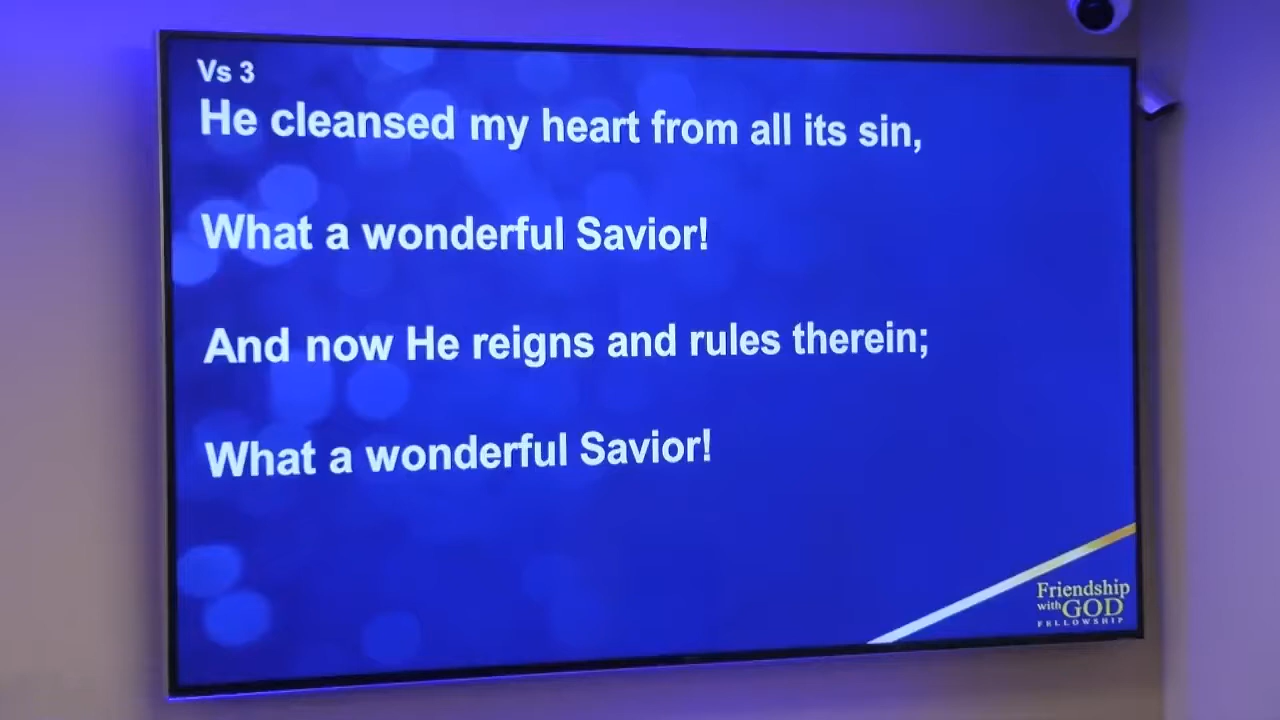 Vs 3
He cleansed my heart from all its sin,
What a wonderful Savior!
And now He reigns and rules therein;
What a wonderful Savior!
Friendship
with GOD
FELLOWSHIP